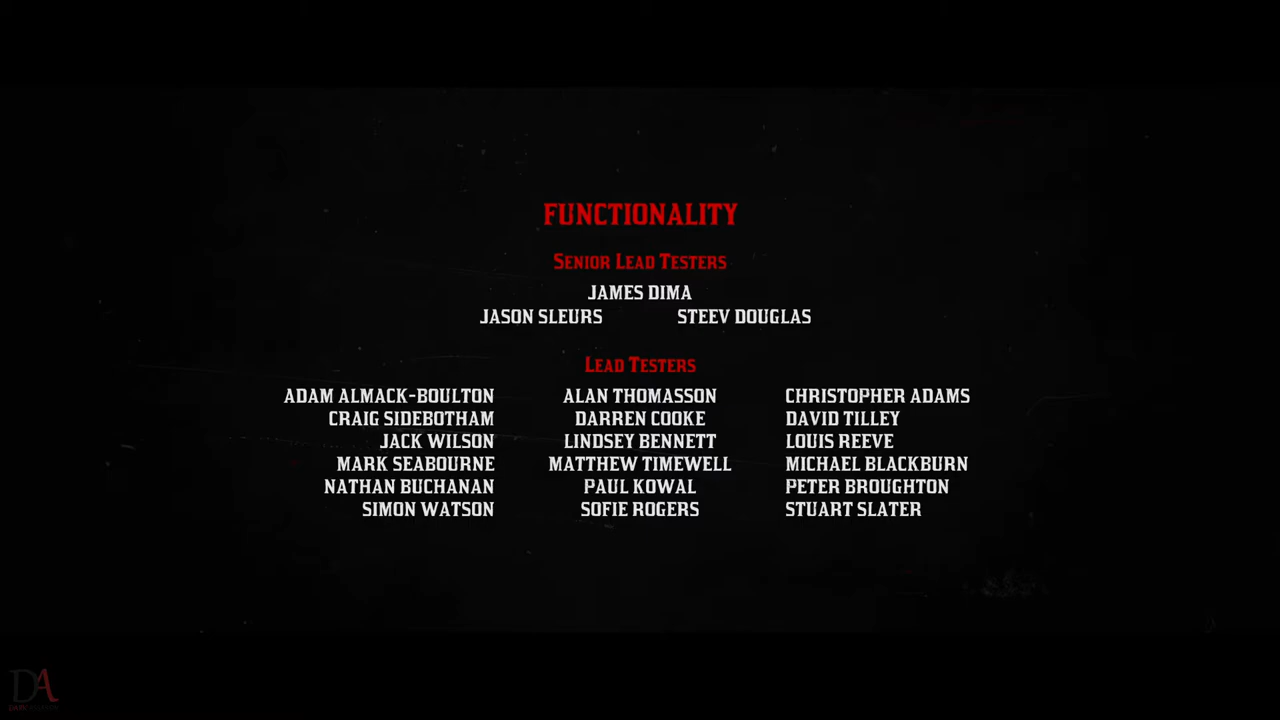 FUNCTIONALITY
SENIOR LEAD TESTERS
JAMES DIMA
JASON SLEURS STEEV DOUGLAS
LEAD TESTERS
ADAM ALMACK-BOULTON ALAN THOMASSON CHRISTOPHER ADAMS
CRAIG SIDEBOTHAM DARREN COOKE DAVID TILLEY
JACK WILSON LINDSEY BENNETT LOUIS REEVE
MARK SEABOURNE MATTHEW TIMEWELL MICHAEL BLACKBURN
NATHAN BUCHANAN PAUL KOWAL PETER BROUGHTON
SIMON WATSON SOFIE ROGERS STUART SLATER
DA